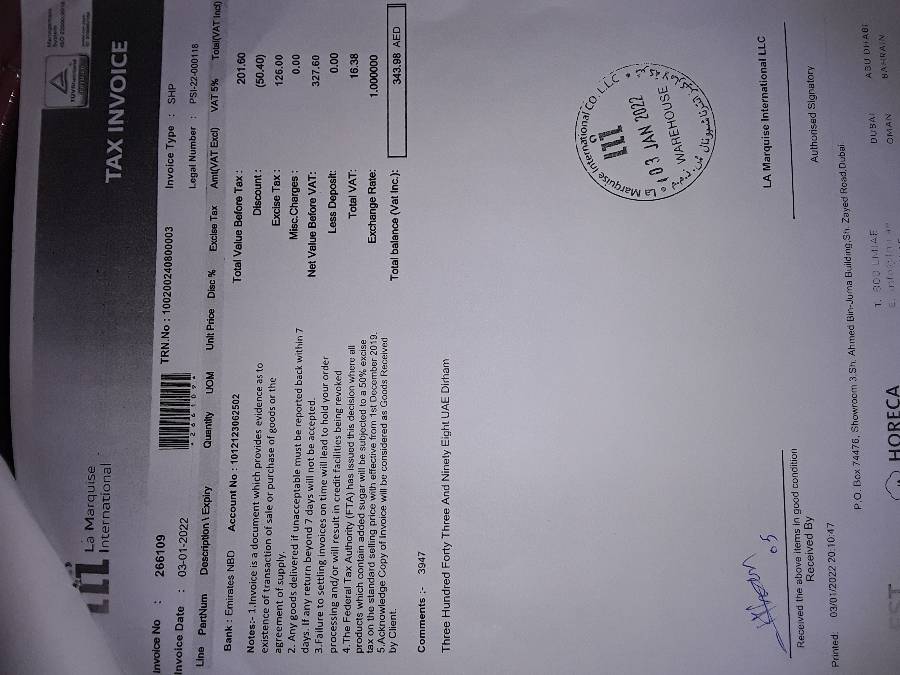 La Marquise
International
TAX INVOICE
Invoice No : 266109
*266109*
TRN.No : 100200240800003
Invoice Type : SHP
Invoice Date : 03-01-2022
Legal Number : PSI-22-000118
Line PartNum Description \ Expiry Quantity UOM Unit Price Disc % Excise Tax Amt(VAT Excl) VAT 5% Total(VAT Incl)
Bank : Emirates NBD Account No : 1012123062502
Total Value Before Tax : 201.60
Discount : (50.40)
Excise Tax : 126.00
Misc.Charges : 0.00
Net Value Before VAT: 327.60
Less Deposit: 0.00
Total VAT: 16.38
Exchange Rate: 1.000000
Total balance (Vat Inc.): 343.98 AED
Notes:- 1.Invoice is a document which provides evidence as to
existence of transaction of sale or purchase of goods or the
agreement of supply.
2. Any goods delivered if unacceptable must be reported back within 7
days. If any return beyond 7 days will not be accepted.
3.Failure to settling invoices on time will lead to hold your order
processing and/or will result in credit facilities being revoked
4.The Federal Tax Authority (FTA) has issued this decision where all
products which contain added sugar will be subjected to a 50% excise
tax on the standard selling price with effective from 1st December 2019.
5.Acknowledge Copy of Invoice will be considered as Goods Received
by Client.
Comments :- 3947
Three Hundred Forty Three And Ninety Eight UAE Dirham
La Marquise International CO. L.L.C
03 JAN 2022
WAREHOUSE
LA Marquise International LLC
Received the above items in good condition
Received By
Authorised Signatory
Printed: 03/01/2022 20:10:47
P.O. Box 74476, Showroom 3,Sh. Ahmed Bin-Juma Building,Sh. Zayed Road,Dubai
T. 800 LMIAE
DUBAI ABU DHABI
OMAN BAHRAIN
HORECA